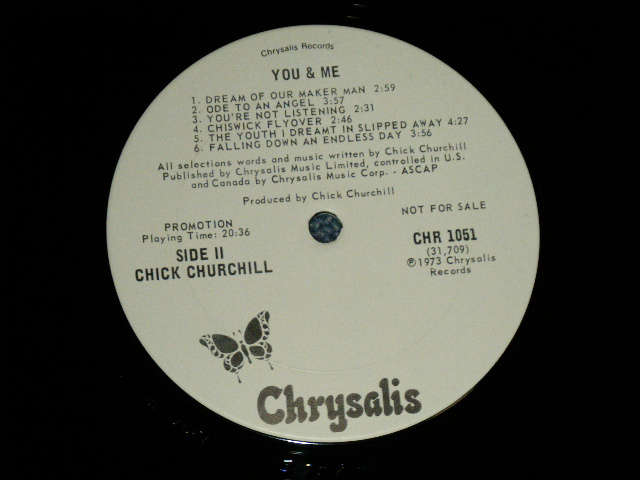 Chrysalis Records
YOU & ME
1. DREAM OF OUR MAKER MAN 2:59
2. ODE TO AN ANGEL 3:57
3. YOU'RE NOT LISTENING 2:31
4. CHISWICK FLYOVER 2:46
5. THE YOUTH I DREAMT IN SLIPPED AWAY 4:27
6. FALLING DOWN AN ENDLESS DAY 3:56
All selections words and music written by Chick Churchill
Published by Chrysalis Music Limited, controlled in U.S.
and Canada by Chrysalis Music Corp. - ASCAP
Produced by Chick Churchill
PROMOTION
Playing Time: 20:36
SIDE II
CHICK CHURCHILL
NOT FOR SALE
CHR 1051
(31,709)
℗1973 Chrysalis
Records
Chrysalis